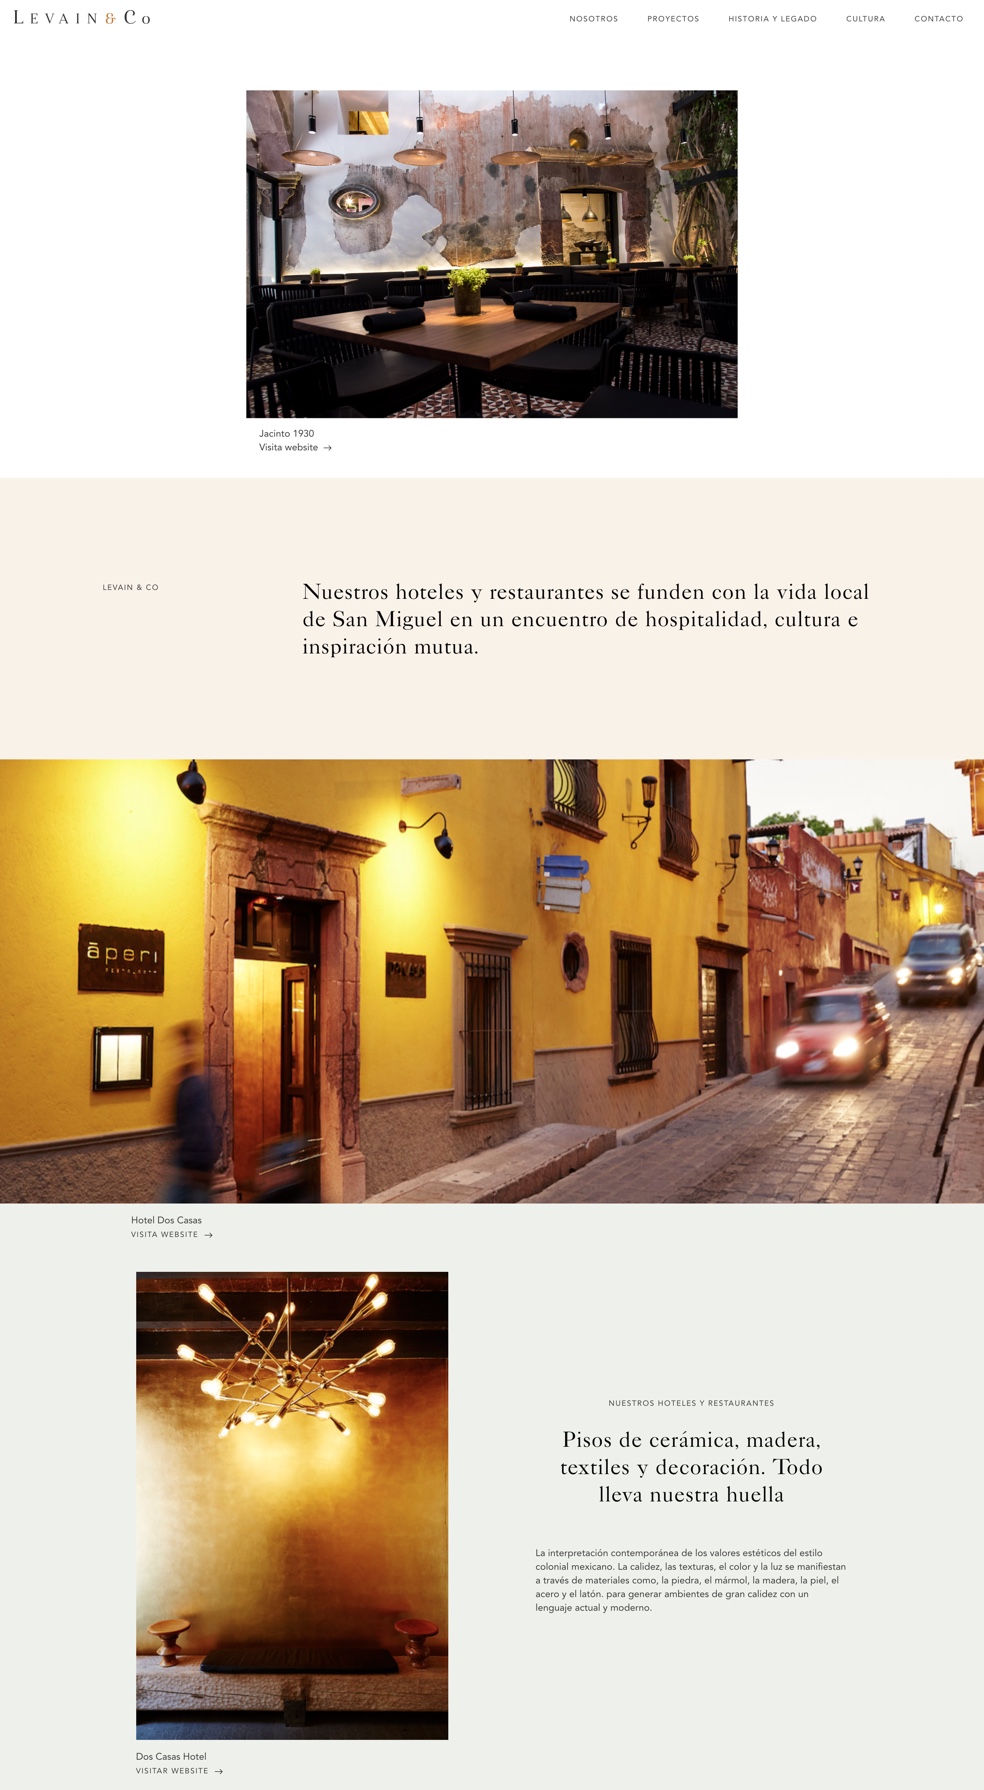 LEVAIN & Co
NOSOTROS
PROYECTOS
HISTORIA Y LEGADO
CULTURA
CONTACTO
Jacinto 1930
Visita website →
LEVAIN & CO
Nuestros hoteles y restaurantes se funden con la vida local
de San Miguel en un encuentro de hospitalidad, cultura e
inspiración mutua.
āperi
Hotel Dos Casas
VISITA WEBSITE →
NUESTROS HOTELES Y RESTAURANTES
Pisos de cerámica, madera,
textiles y decoración. Todo
lleva nuestra huella
La interpretación contemporánea de los valores estéticos del estilo
colonial mexicano. La calidez, las texturas, el color y la luz se manifiestan
a través de materiales como, la piedra, el mármol, la madera, la piel, el
acero y el latón. para generar ambientes de gran calidez con un
lenguaje actual y moderno.
Dos Casas Hotel
VISITAR WEBSITE →